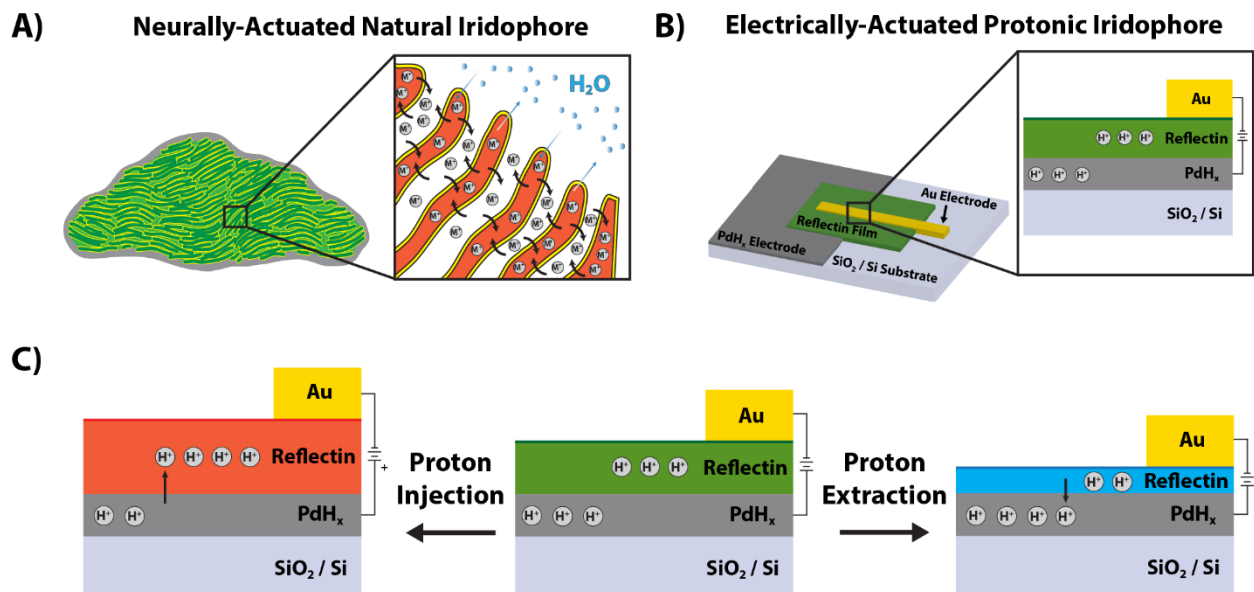 A)
Neurally-Actuated Natural Iridophore
H₂O
M⁺ M⁺ M⁺ M⁺ M⁺ M⁺ M⁺ M⁺ M⁺ M⁺ M⁺ M⁺
B)
Electrically-Actuated Protonic Iridophore
Au Electrode
Reflectin Film
PdHₓ Electrode
SiO₂ / Si Substrate
Au
H⁺ H⁺ H⁺ Reflectin
H⁺ H⁺ H⁺ PdHₓ
SiO₂ / Si
C)
Au
H⁺ H⁺ H⁺ H⁺ Reflectin
+
H⁺ H⁺ PdHₓ
SiO₂ / Si
Proton
Injection
Au
H⁺ H⁺ H⁺ Reflectin
H⁺ H⁺ H⁺ PdHₓ
SiO₂ / Si
Proton
Extraction
Au
H⁺ H⁺ Reflectin
H⁺ H⁺ H⁺ H⁺ PdHₓ
SiO₂ / Si